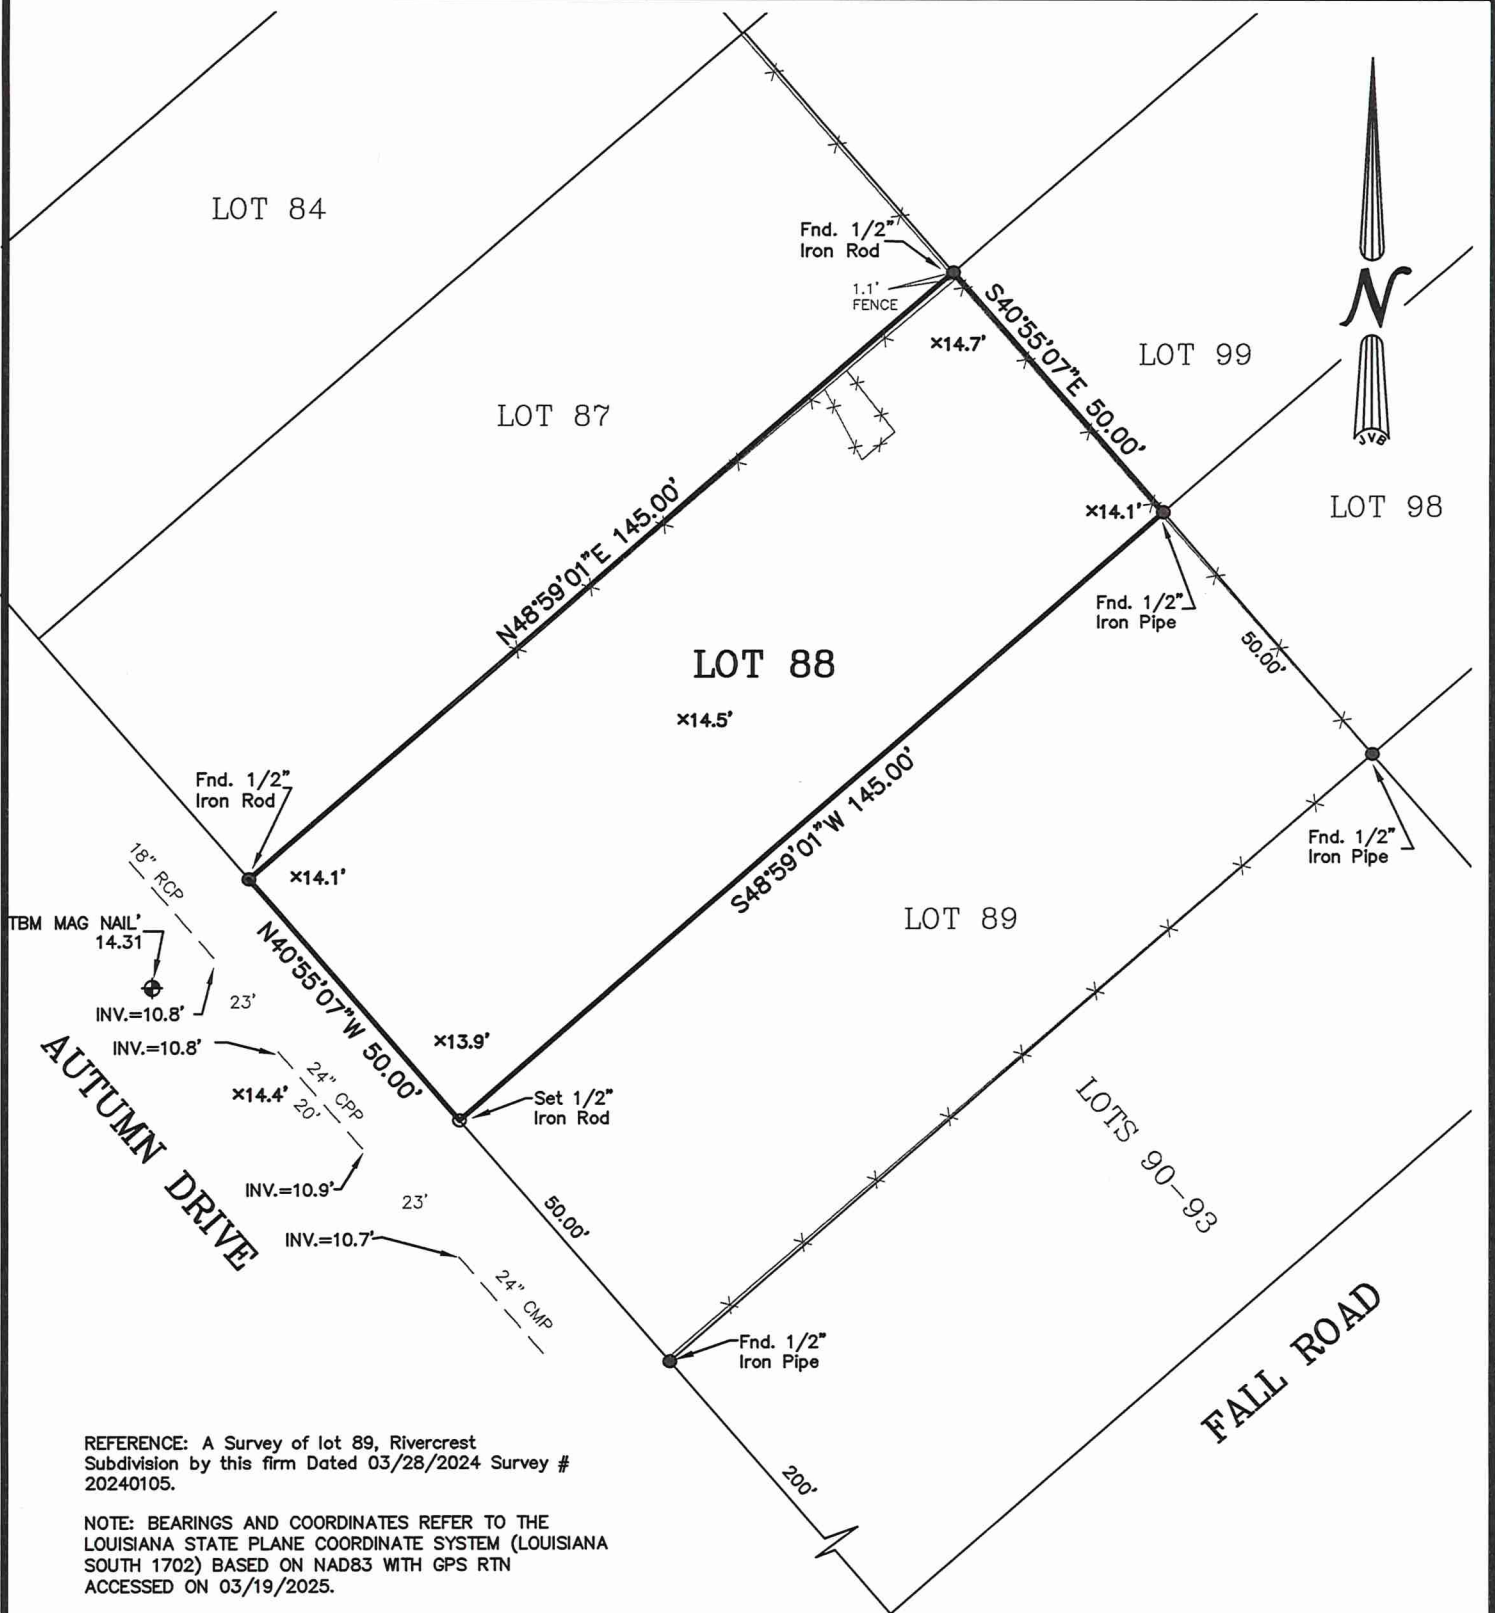 LOT 84
Fnd. 1/2"
Iron Rod
1.1'
FENCE
S40°55'07"E 50.00'
×14.7'
LOT 99
N
JVB
LOT 87
N48°59'01"E 145.00'
×14.1'
LOT 98
Fnd. 1/2"
Iron Pipe
50.00'
LOT 88
×14.5'
Fnd. 1/2"
Iron Rod
S48°59'01"W 145.00'
Fnd. 1/2"
Iron Pipe
18" RCP
×14.1'
LOT 89
TBM MAG NAIL'
14.31
N40°55'07"W 50.00'
INV.=10.8'
23'
INV.=10.8'
×13.9'
AUTUMN DRIVE
24" CPP
×14.4'
20'
Set 1/2"
Iron Rod
LOTS 90-93
INV.=10.9'
23'
50.00'
INV.=10.7'
24" CMP
Fnd. 1/2"
Iron Pipe
FALL ROAD
200'
REFERENCE: A Survey of lot 89, Rivercrest
Subdivision by this firm Dated 03/28/2024 Survey #
20240105.
NOTE: BEARINGS AND COORDINATES REFER TO THE
LOUISIANA STATE PLANE COORDINATE SYSTEM (LOUISIANA
SOUTH 1702) BASED ON NAD83 WITH GPS RTN
ACCESSED ON 03/19/2025.